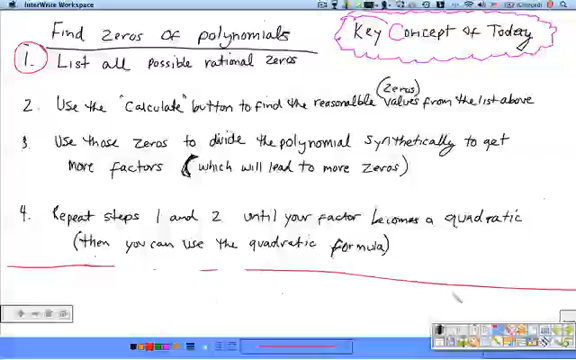 InterWrite Workspace
Find zeros of polynomials
Key Concept of Today
1. List all possible rational zeros
(zeros)
2. Use the "Calculate" button to find the reasonalble values from the list above
3. Use those zeros to divide the polynomial synthetically to get
more factors (which will lead to more zeros)
4. Repeat steps 1 and 2 until your factor becomes a quadratic
(then you can use the quadratic formula)